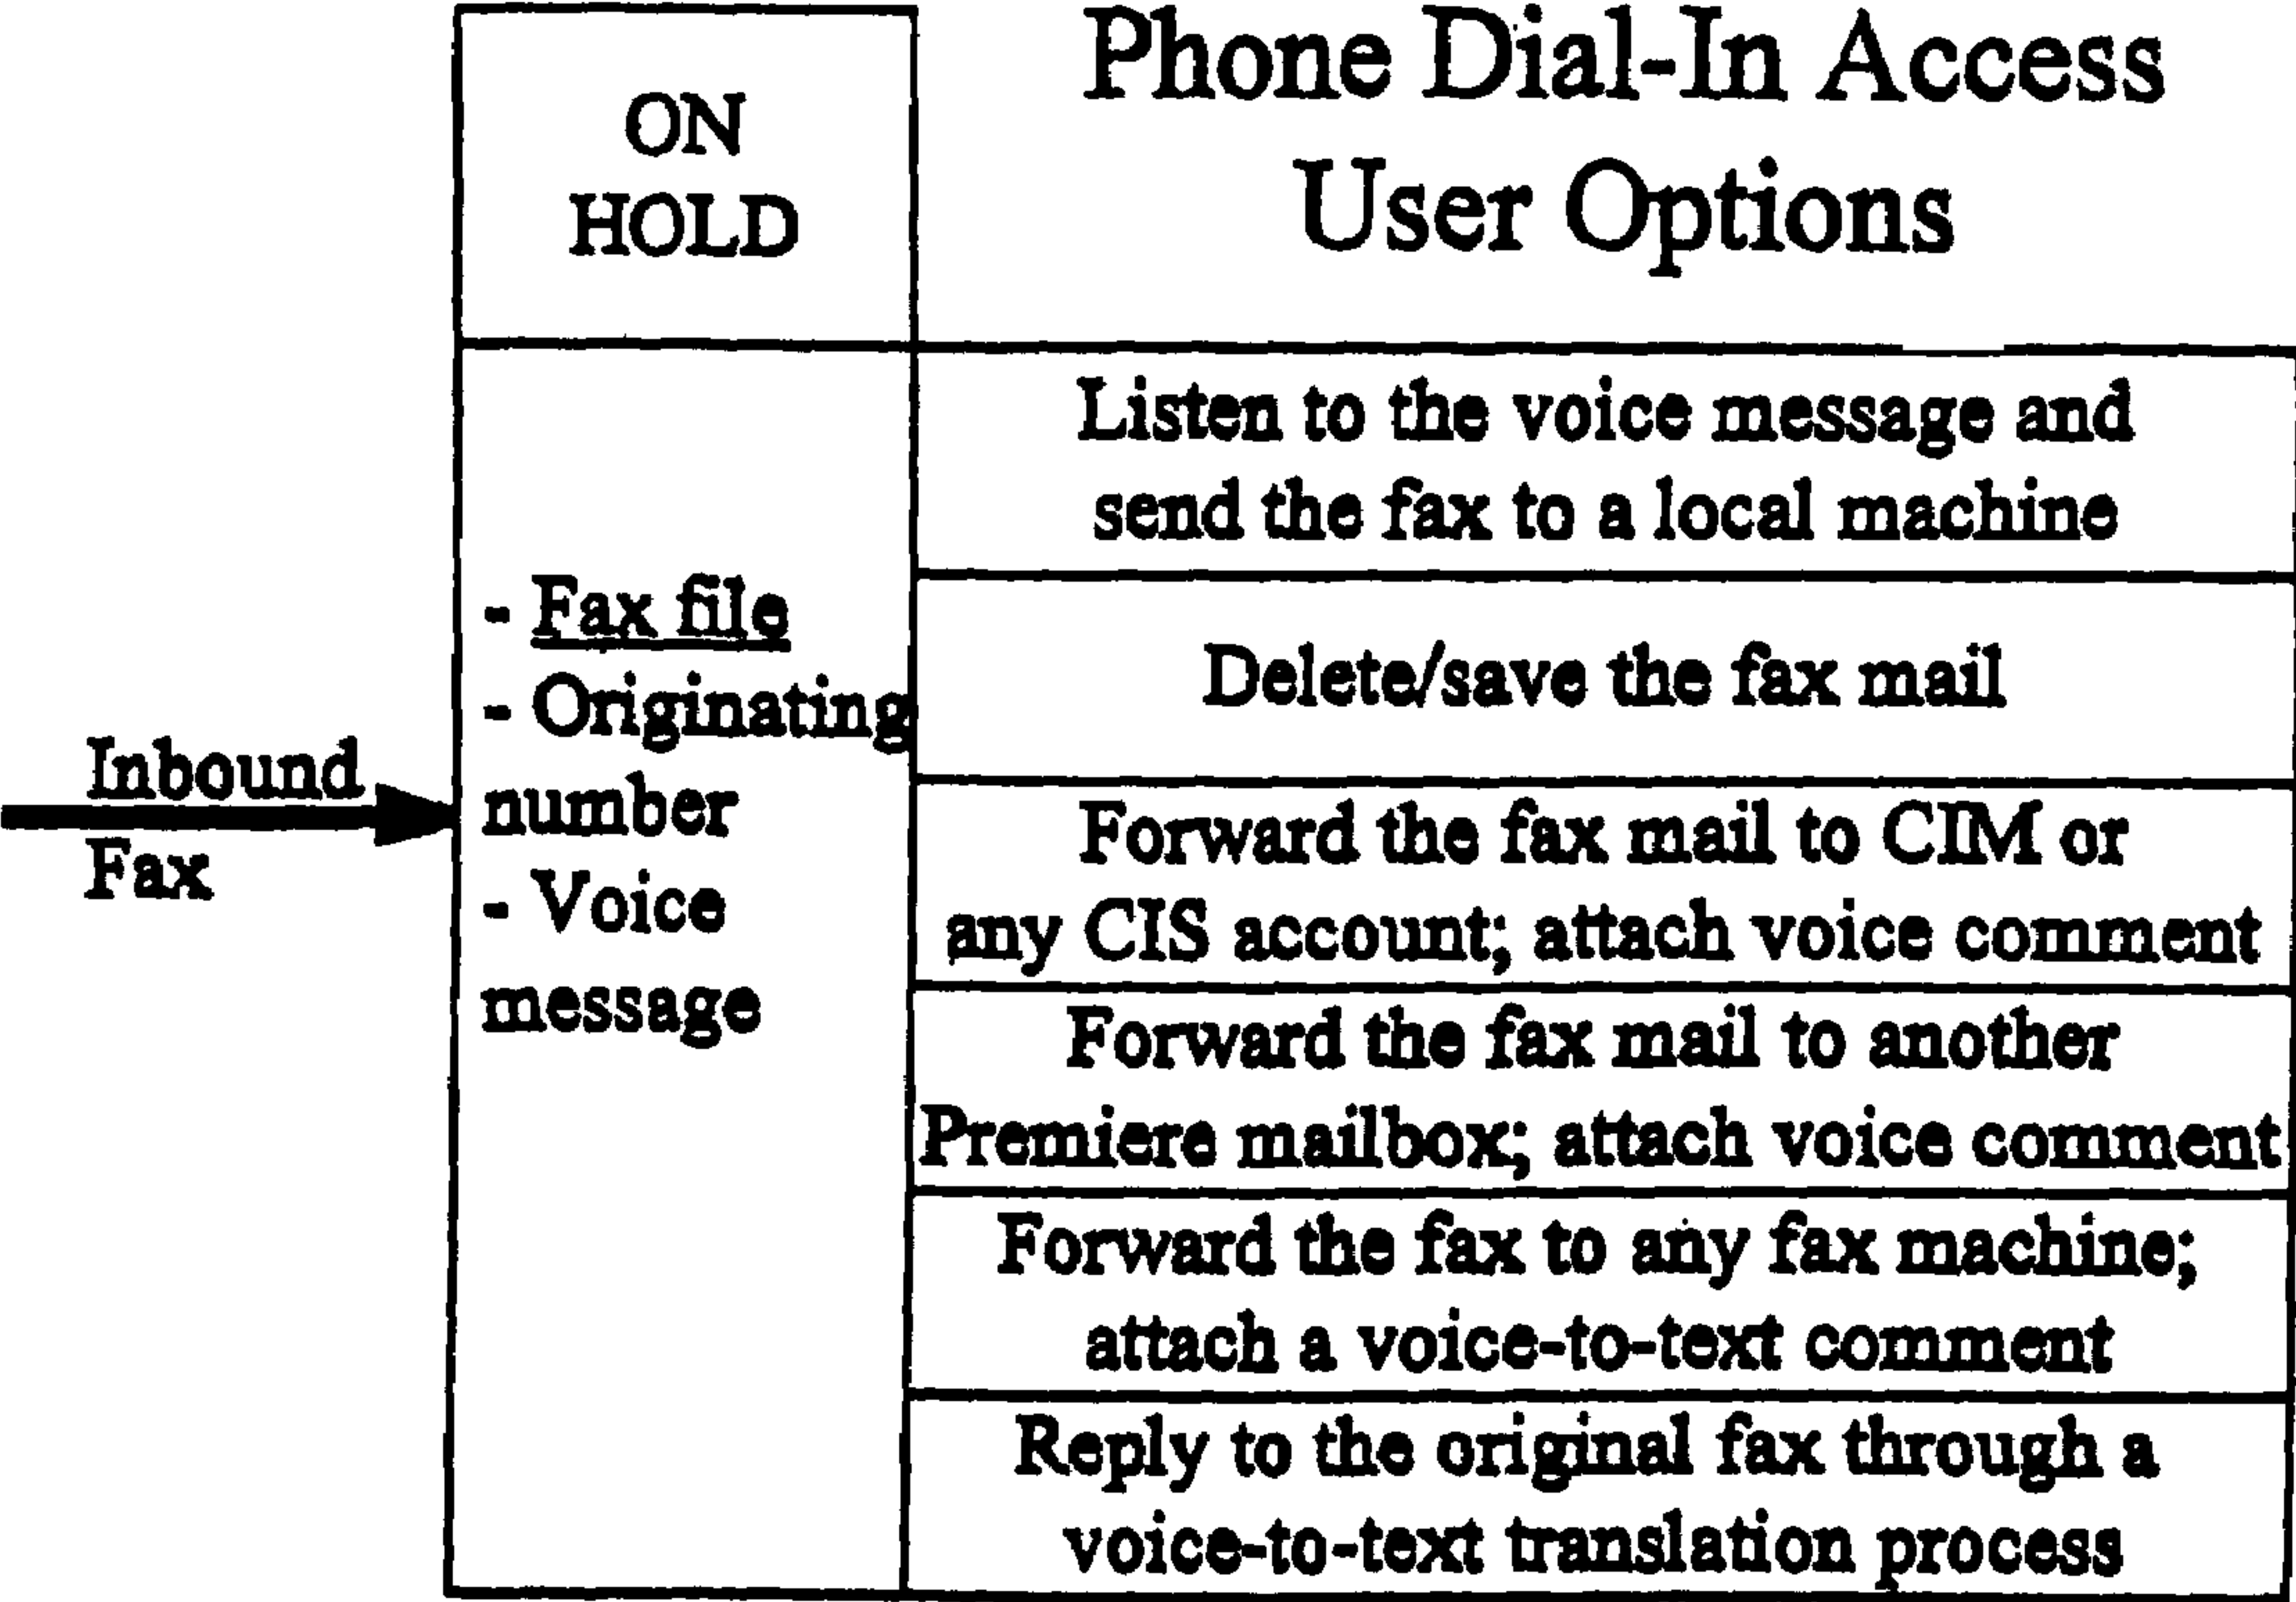 Phone Dial-In Access
User Options
ON
HOLD
Inbound
Fax
- Fax file
- Originating
number
- Voice
message
Listen to the voice message and
send the fax to a local machine
Delete/save the fax mail
Forward the fax mail to CIM or
any CIS account; attach voice comment
Forward the fax mail to another
Premiere mailbox; attach voice comment
Forward the fax to any fax machine;
attach a voice-to-text comment
Reply to the original fax through a
voice-to-text translation process